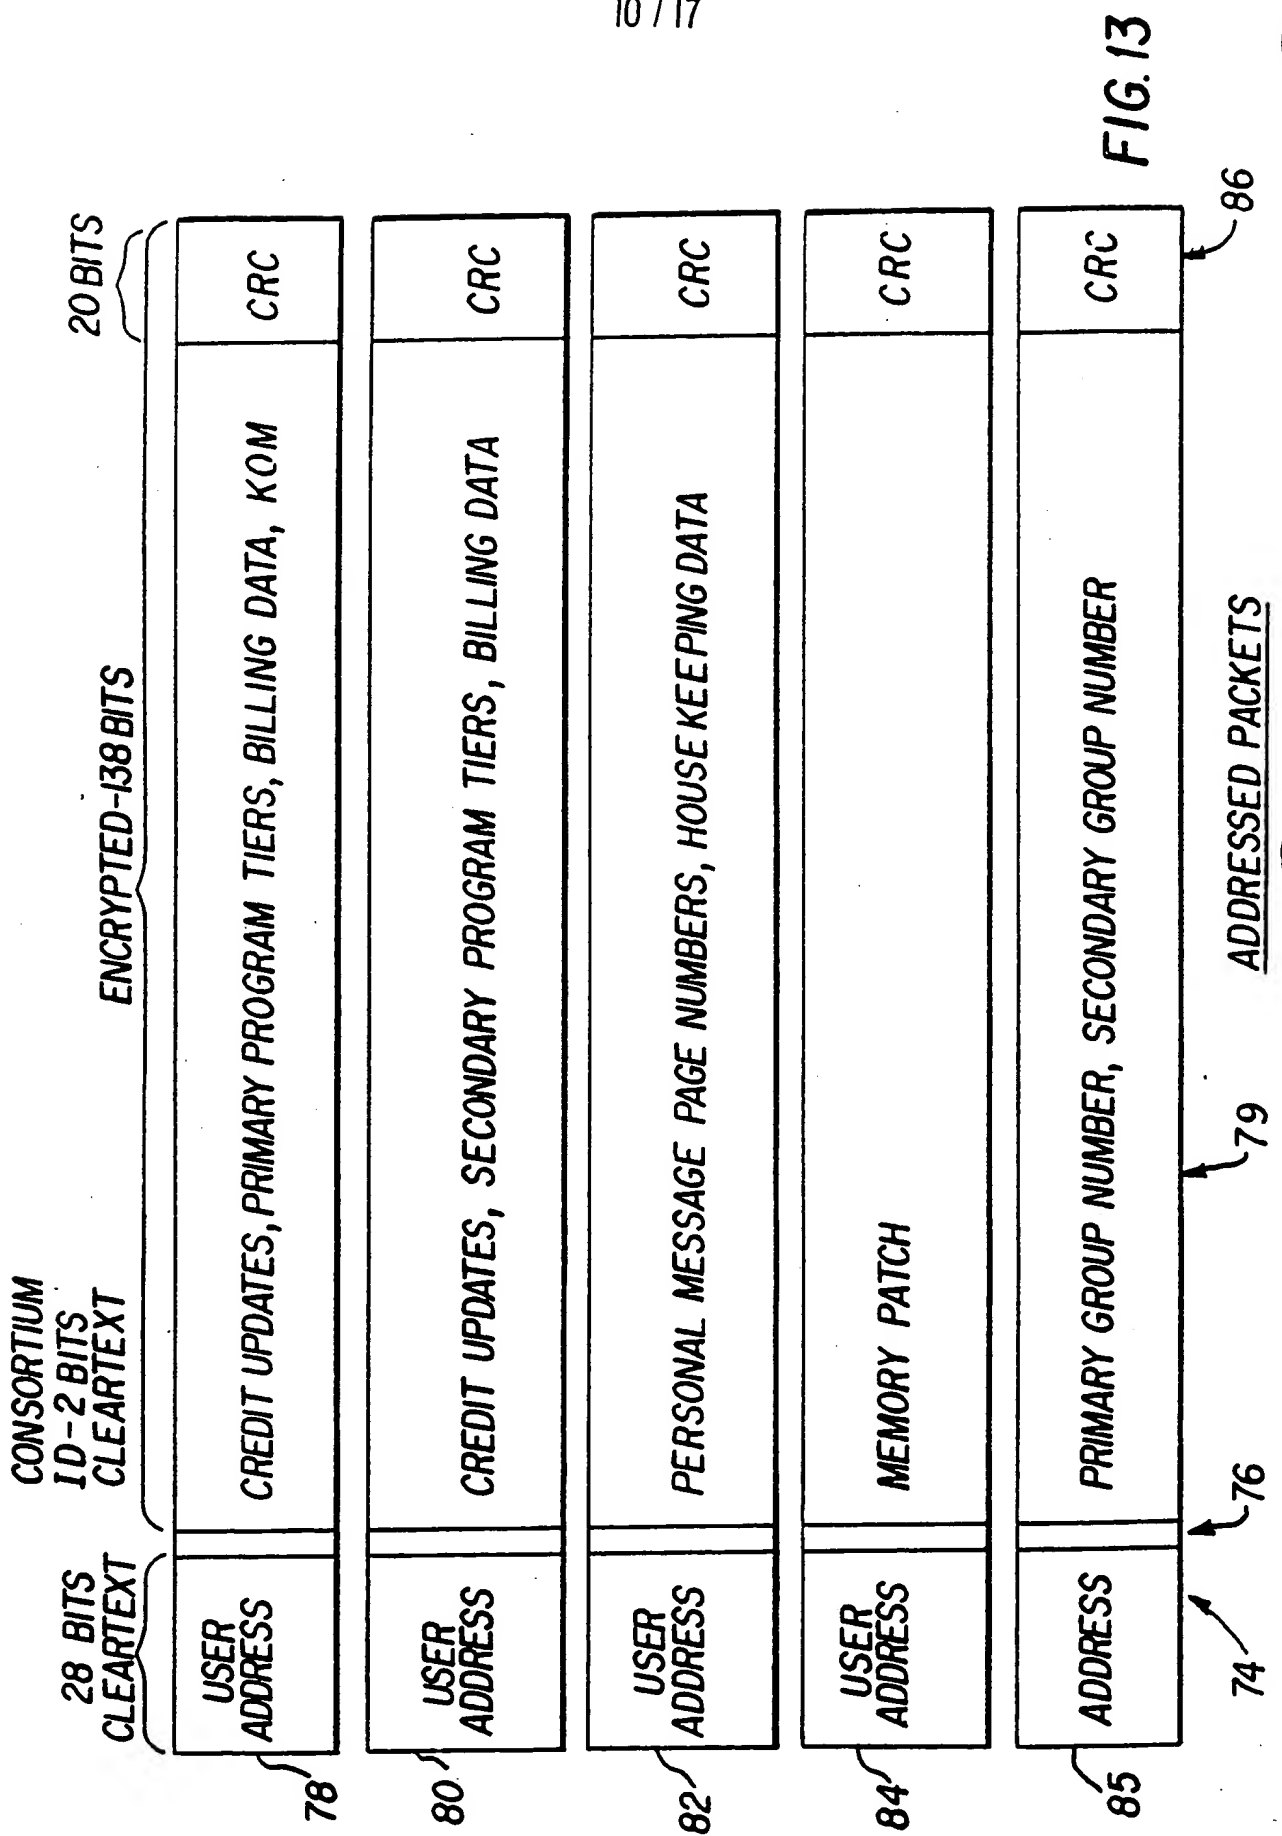 10 / 17
CONSORTIUM
ID-2 BITS
CLEARTEXT
28 BITS
CLEARTEXT
ENCRYPTED-138 BITS
20 BITS
USER
ADDRESS
CREDIT UPDATES, PRIMARY PROGRAM TIERS, BILLING DATA, KOM
CRC
78
USER
ADDRESS
CREDIT UPDATES, SECONDARY PROGRAM TIERS, BILLING DATA
CRC
80
USER
ADDRESS
PERSONAL MESSAGE PAGE NUMBERS, HOUSEKEEPING DATA
CRC
82
USER
ADDRESS
MEMORY PATCH
CRC
84
ADDRESS
PRIMARY GROUP NUMBER, SECONDARY GROUP NUMBER
CRC
85
74
76
79
86
ADDRESSED PACKETS
FIG. 13